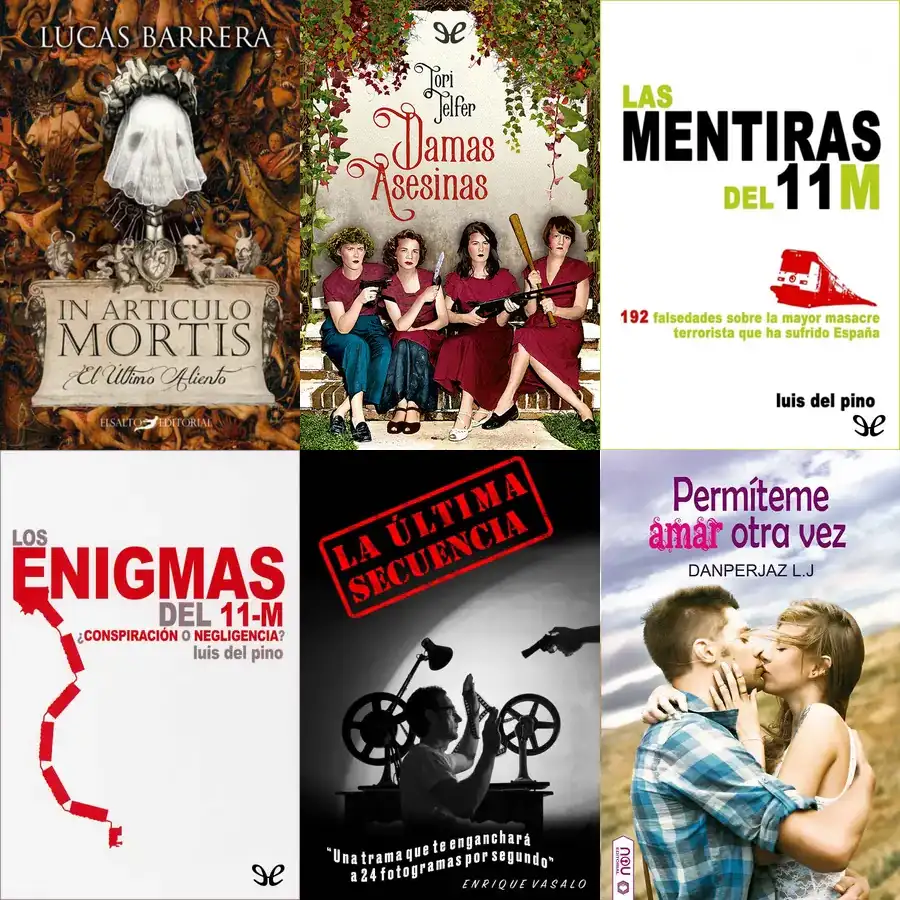 LUCAS BARRERA
IN ARTICULO
MORTIS
El Último Aliento
ELSALTO EDITORIAL
Tori
Telfer
Damas
Asesinas
LAS
MENTIRAS
DEL 11M
192 falsedades sobre la mayor masacre
terrorista que ha sufrido España
luis del pino
LOS
ENIGMAS
DEL 11-M
¿CONSPIRACIÓN O NEGLIGENCIA?
luis del pino
LA ÚLTIMA
SECUENCIA
"Una trama que te enganchará
a 24 fotogramas por segundo"
ENRIQUE VASALO
Permíteme
amar otra vez
DANPERJAZ L.J
nou
EDITORIAL